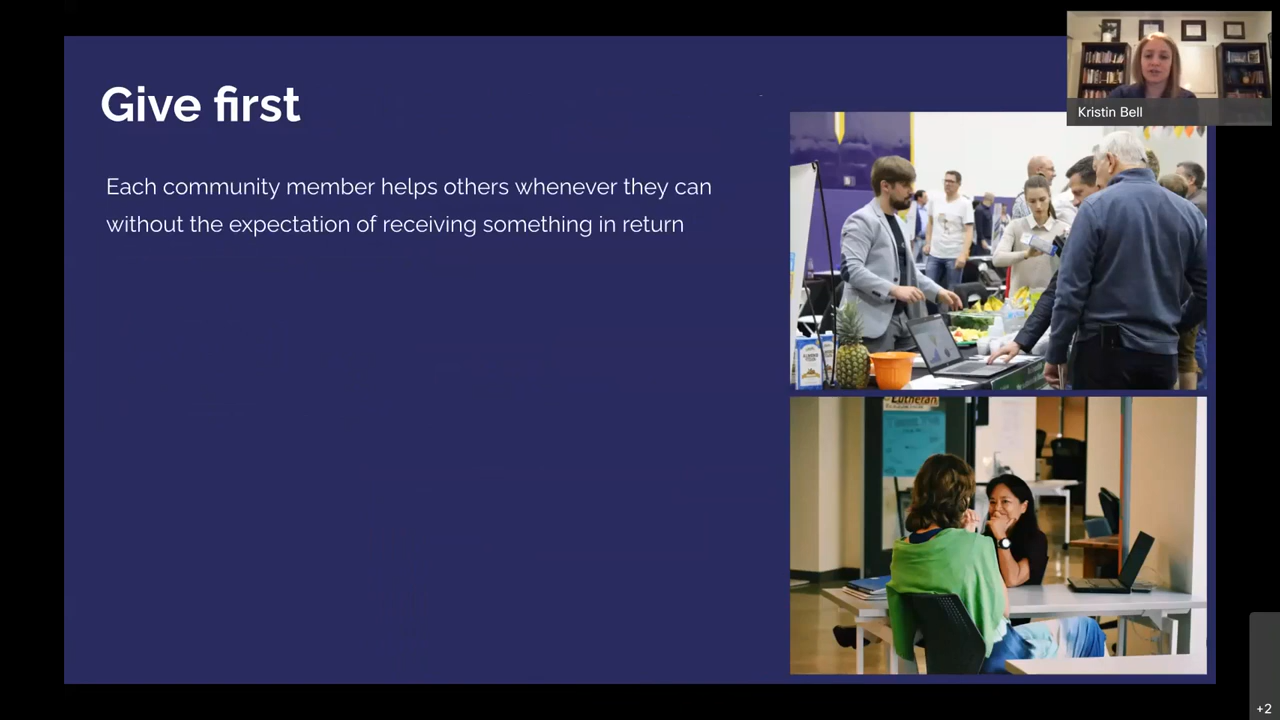 Give first
Each community member helps others whenever they can
without the expectation of receiving something in return
Kristin Bell
Lutheran
+2